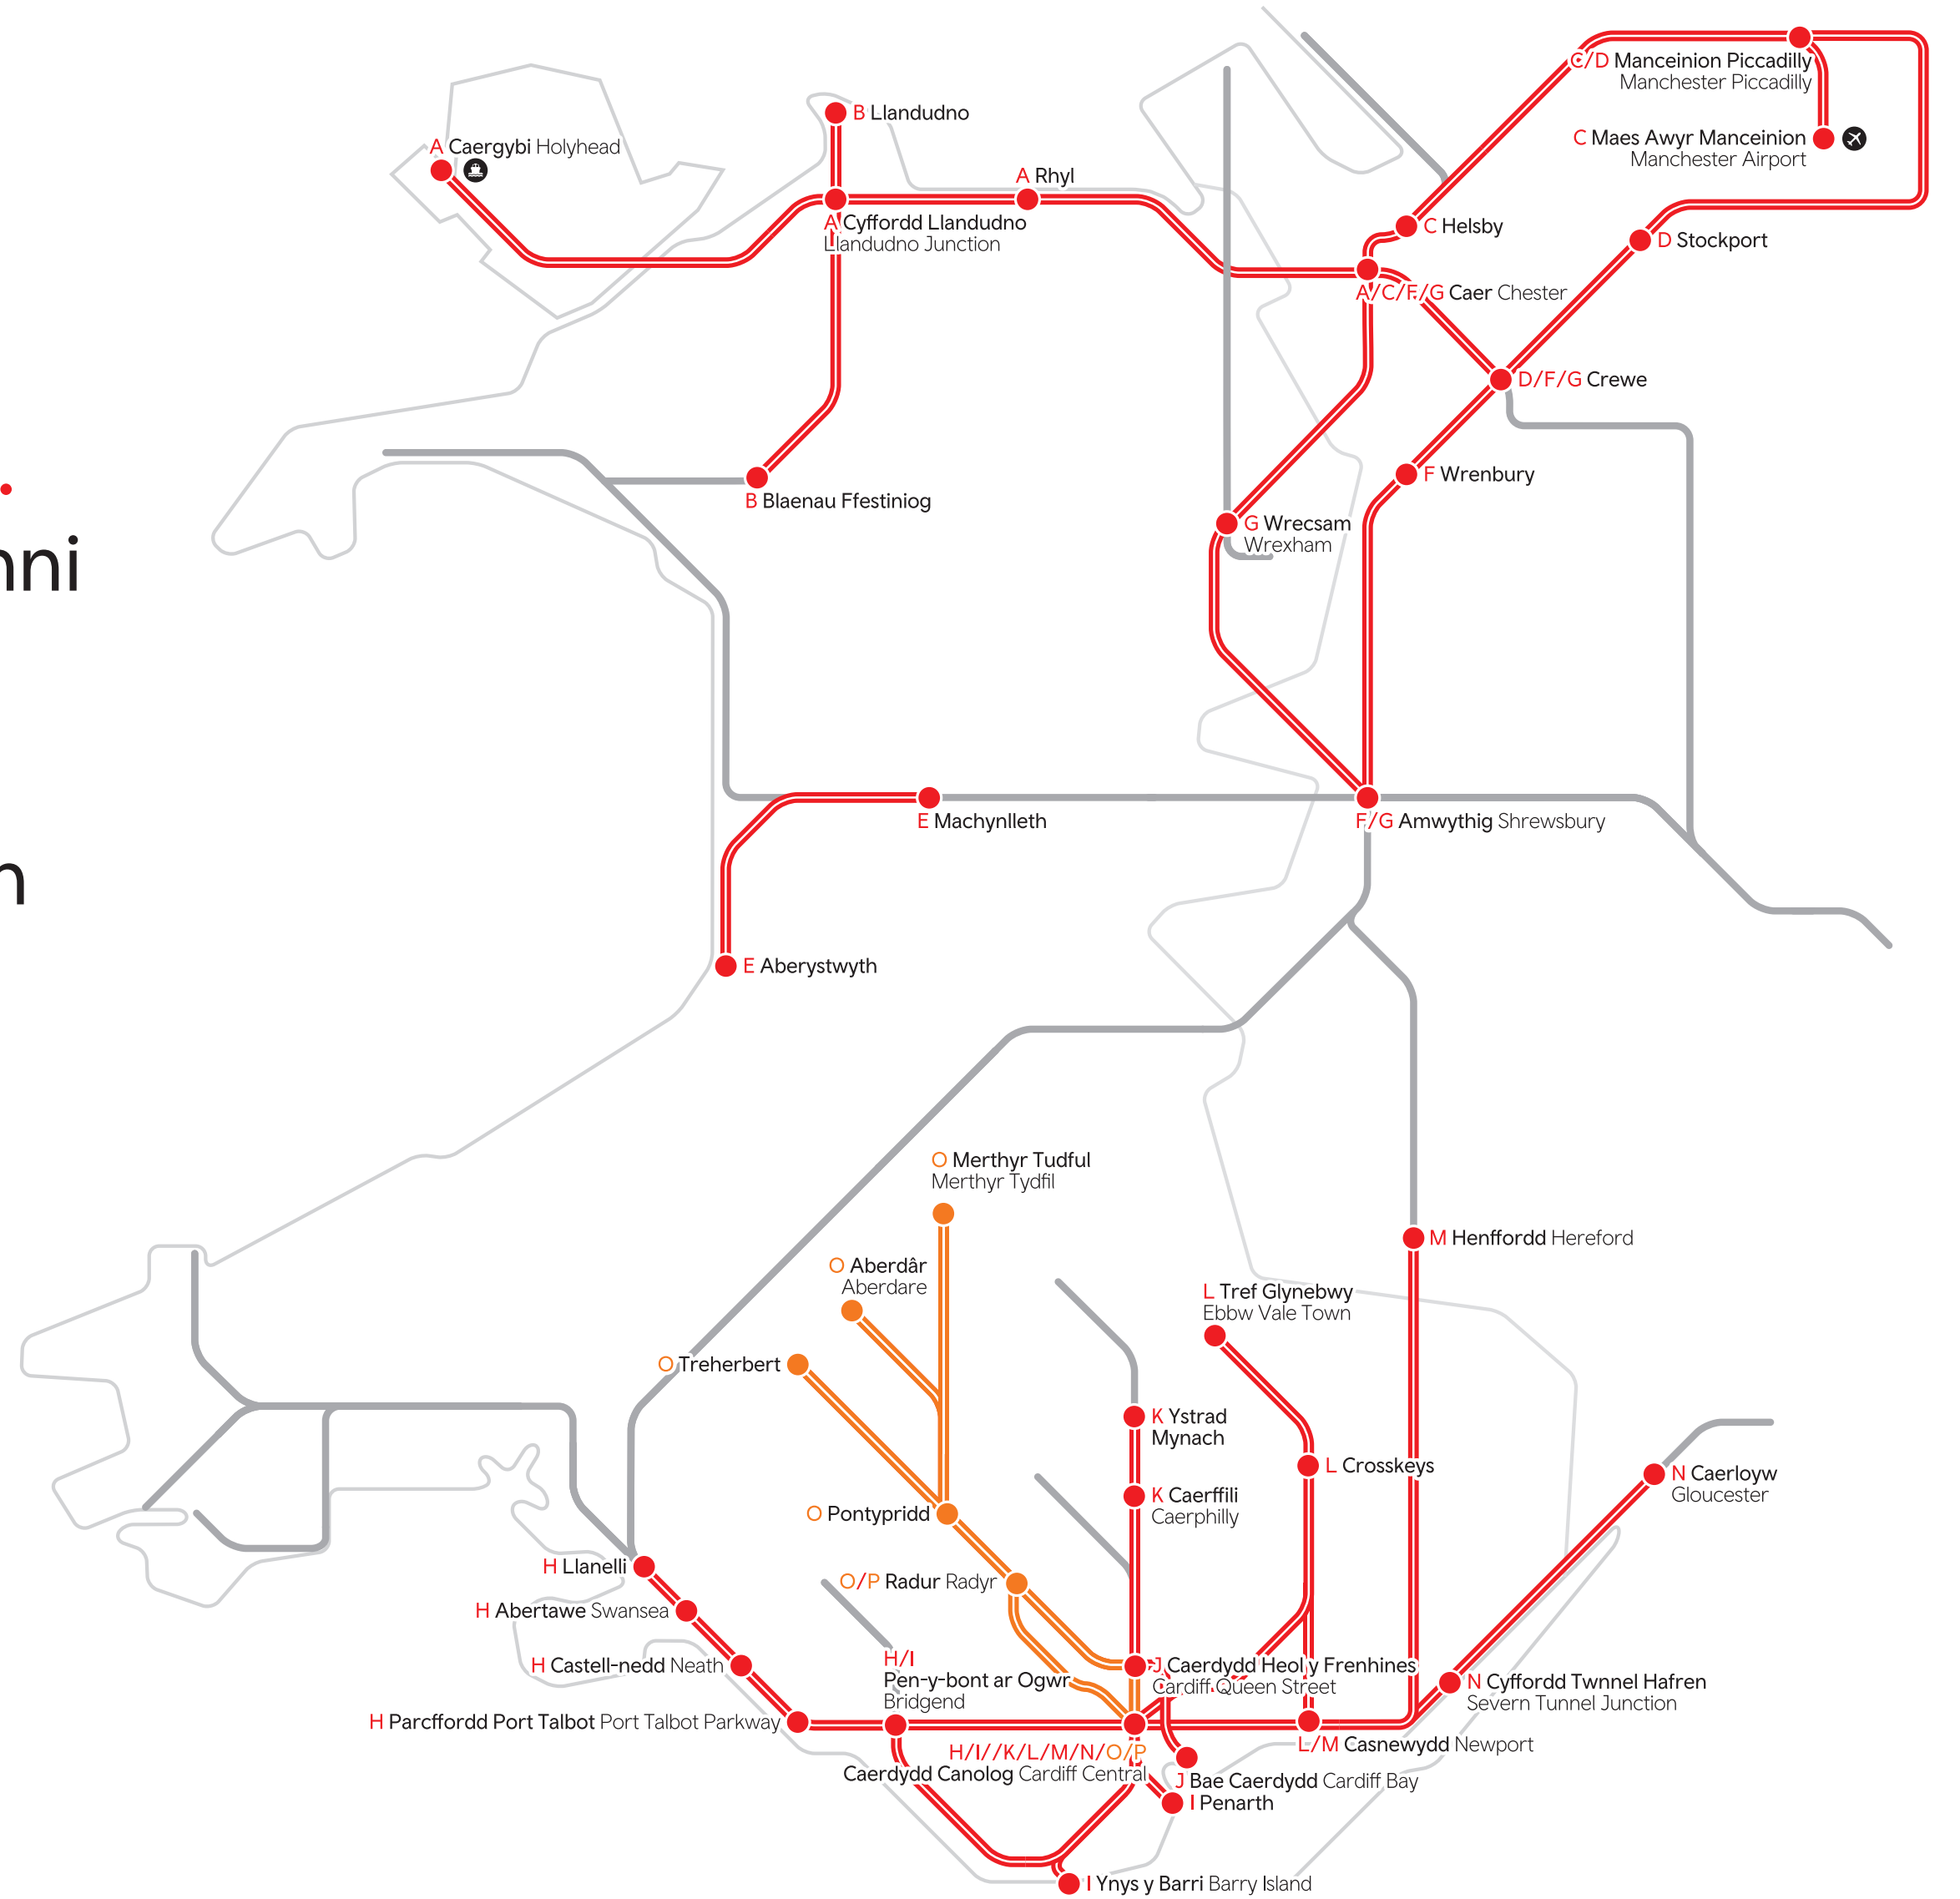 C/D Manceinion Piccadilly
Manchester Piccadilly
B Llandudno
C Maes Awyr Manceinion
Manchester Airport
A Caergybi Holyhead
A Rhyl
A Cyffordd Llandudno
Llandudno Junction
C Helsby
D Stockport
A/C/F/G Caer Chester
D/F/G Crewe
F Wrenbury
B Blaenau Ffestiniog
G Wrecsam
Wrexham
E Machynlleth
F/G Amwythig Shrewsbury
E Aberystwyth
O Merthyr Tudful
Merthyr Tydfil
M Henffordd Hereford
O Aberdâr
Aberdare
L Tref Glynebwy
Ebbw Vale Town
O Treherbert
K Ystrad
Mynach
L Crosskeys
N Caerloyw
Gloucester
K Caerffili
Caerphilly
O Pontypridd
H Llanelli
O/P Radur Radyr
H Abertawe Swansea
H Castell-nedd Neath
H/I
Pen-y-bont ar Ogwr
Bridgend
J Caerdydd Heol y Frenhines
Cardiff Queen Street
N Cyffordd Twnnel Hafren
Severn Tunnel Junction
H Parcffordd Port Talbot Port Talbot Parkway
L/M Casnewydd Newport
H/I//K/L/M/N/O/P
Caerdydd Canolog Cardiff Central
J Bae Caerdydd Cardiff Bay
I Penarth
I Ynys y Barri Barry Island